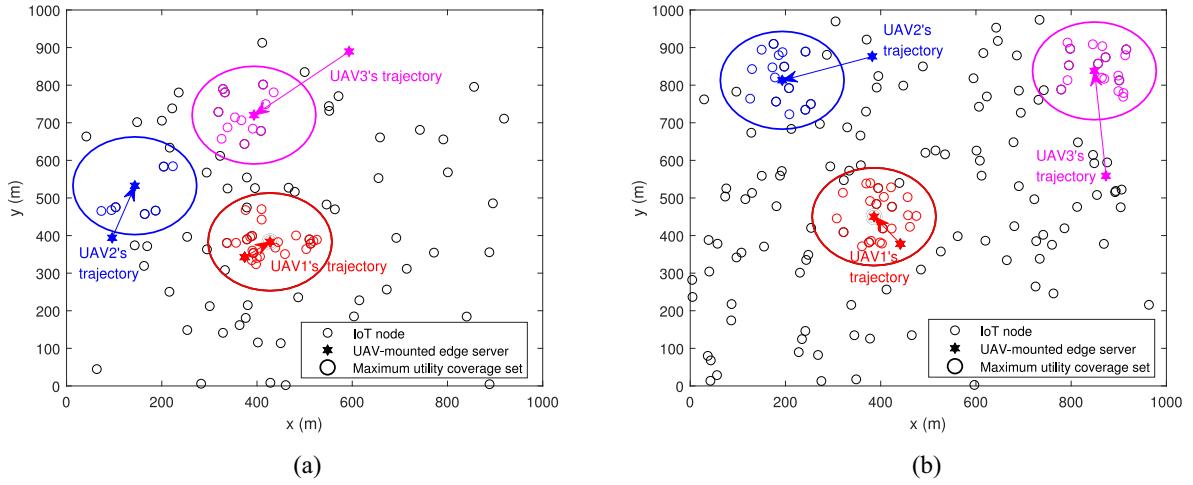 1000
900
800
700
600
500
400
300
200
100
0
y (m)
0
200
400
600
800
1000
x (m)
UAV3's trajectory
UAV2's
trajectory
UAV1's trajectory
IoT node
UAV-mounted edge server
Maximum utility coverage set
(a)
1000
900
800
700
600
500
400
300
200
100
0
y (m)
0
200
400
600
800
1000
x (m)
UAV2's
trajectory
UAV3's
trajectory
UAV1's
trajectory
IoT node
UAV-mounted edge server
Maximum utility coverage set
(b)